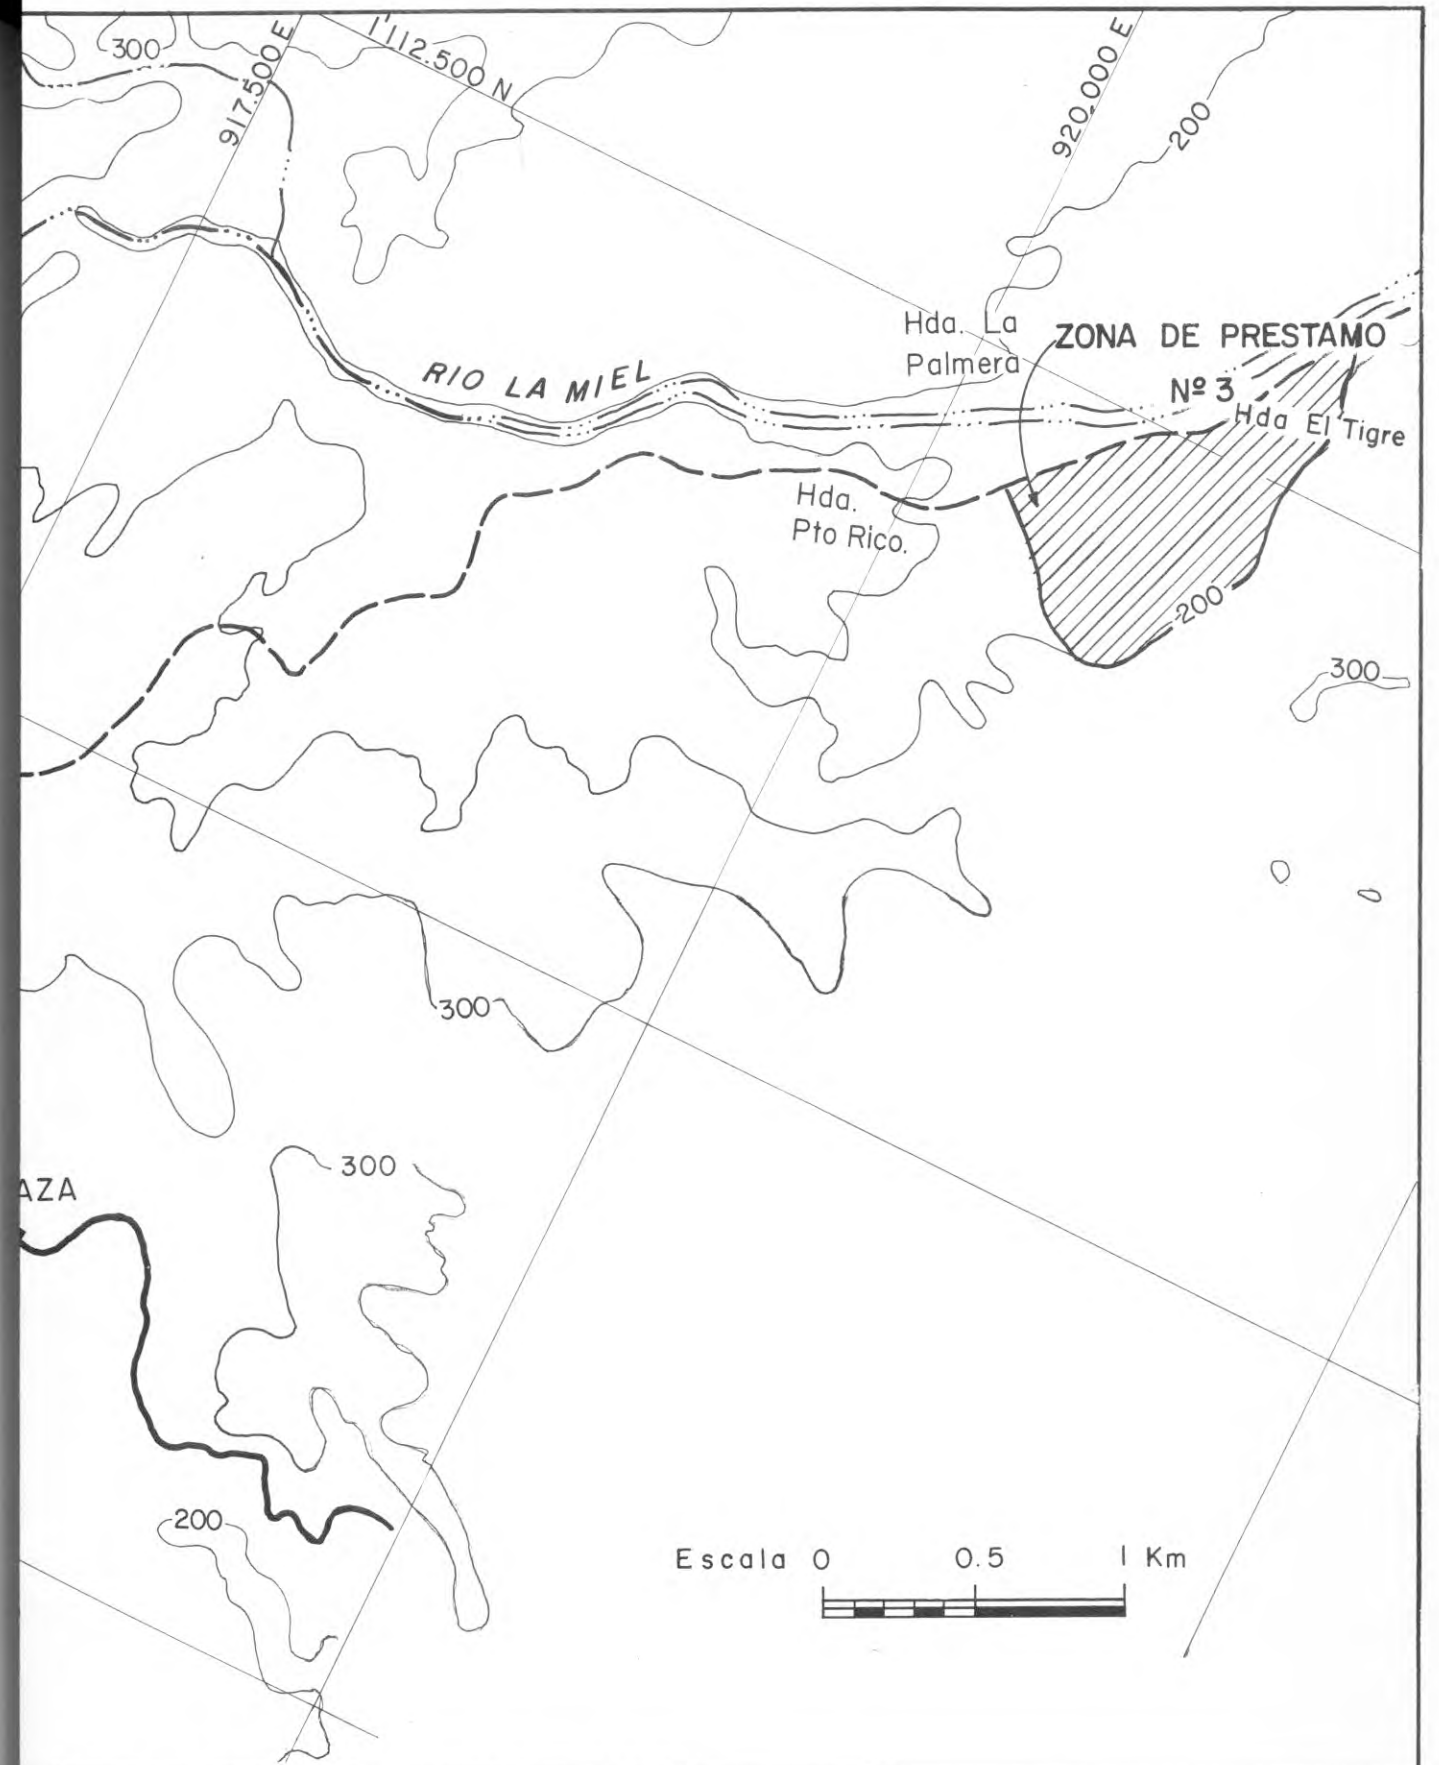 300
917.500 E
1'112.500 N
920.000 E
200
Hda. La
Palmera
ZONA DE PRESTAMO
Nº 3
RIO LA MIEL
Hda El Tigre
Hda.
Pto Rico.
200
300
300
300
AZA
200
Escala 0 0.5 1 Km